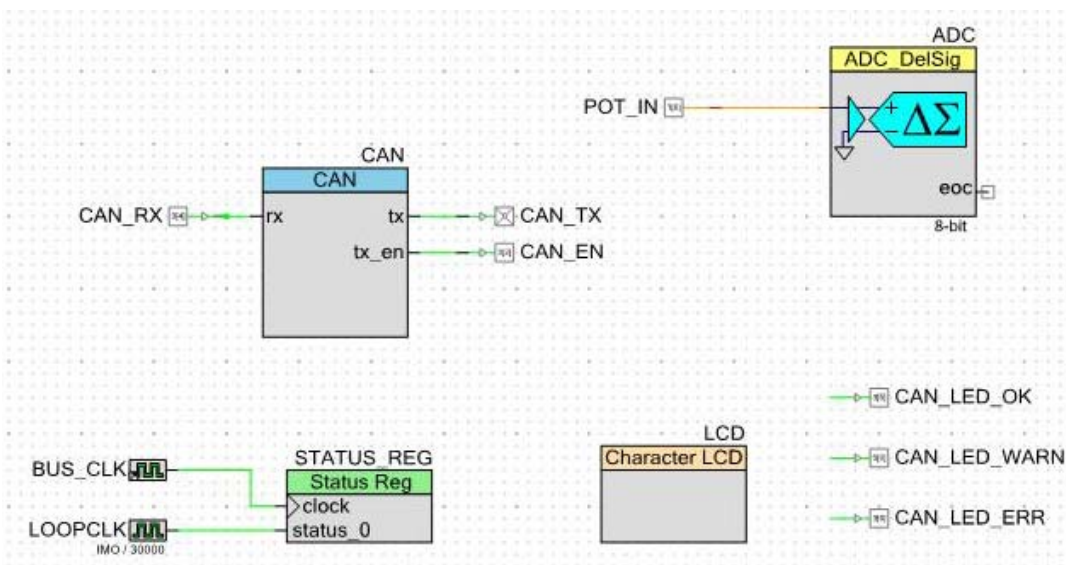 ADC
ADC_DelSig
POT_IN
+
ΔΣ
−
eoc
8-bit
CAN
CAN
CAN_RX
rx
tx
CAN_TX
tx_en
CAN_EN
CAN_LED_OK
LCD
Character LCD
CAN_LED_WARN
STATUS_REG
Status Reg
BUS_CLK
clock
LOOPCLK
status_0
IMO / 30000
CAN_LED_ERR